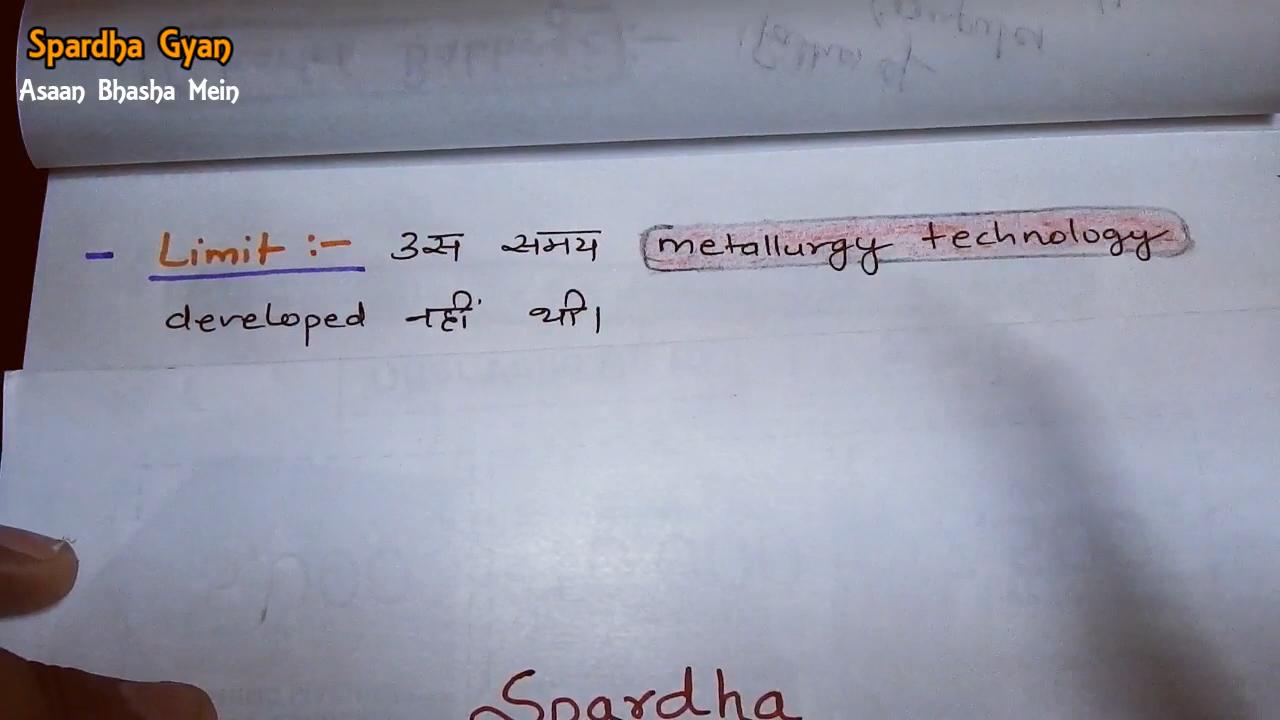 Spardha Gyan
Asaan Bhasha Mein
- Limit :- उस समय metallurgy technology
developed नहीं थी।
Spardha